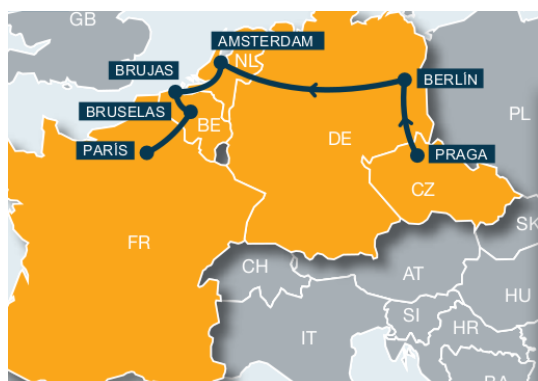 GB
AMSTERDAM
NL
BRUJAS
BERLÍN
BRUSELAS
BE
PL
DE
PARÍS
PRAGA
CZ
FR
SK
CH
AT
HU
SI
HR
IT
BA